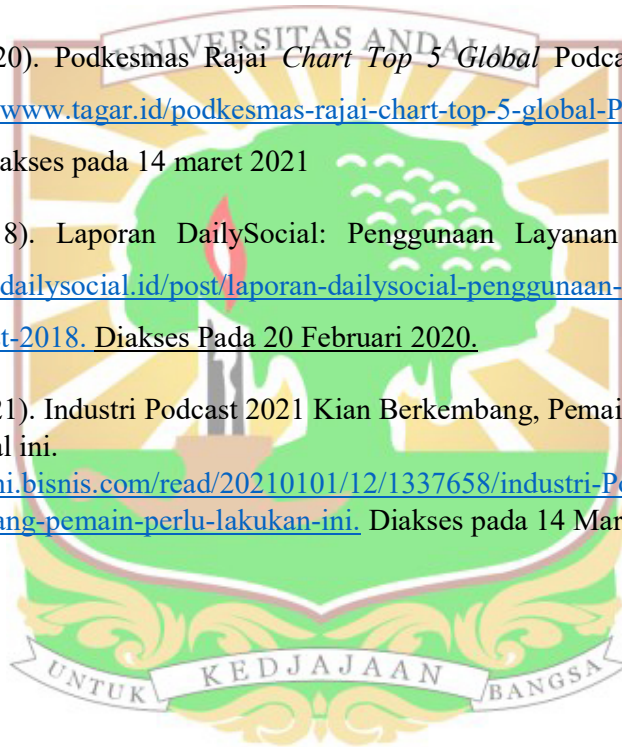 UNIVERSITAS ANDALAS
20). Podkesmas Rajai Chart Top 5 Global Podca
www.tagar.id/podkesmas-rajai-chart-top-5-global-P
akses pada 14 maret 2021
8). Laporan DailySocial: Penggunaan Layanan
dailysocial.id/post/laporan-dailysocial-penggunaan-
t-2018. Diakses Pada 20 Februari 2020.
21). Industri Podcast 2021 Kian Berkembang, Pemai
al ini.
ni.bisnis.com/read/20210101/12/1337658/industri-Po
ang-pemain-perlu-lakukan-ini. Diakses pada 14 Mar
UNTUK KEDJAJAAN BANGSA